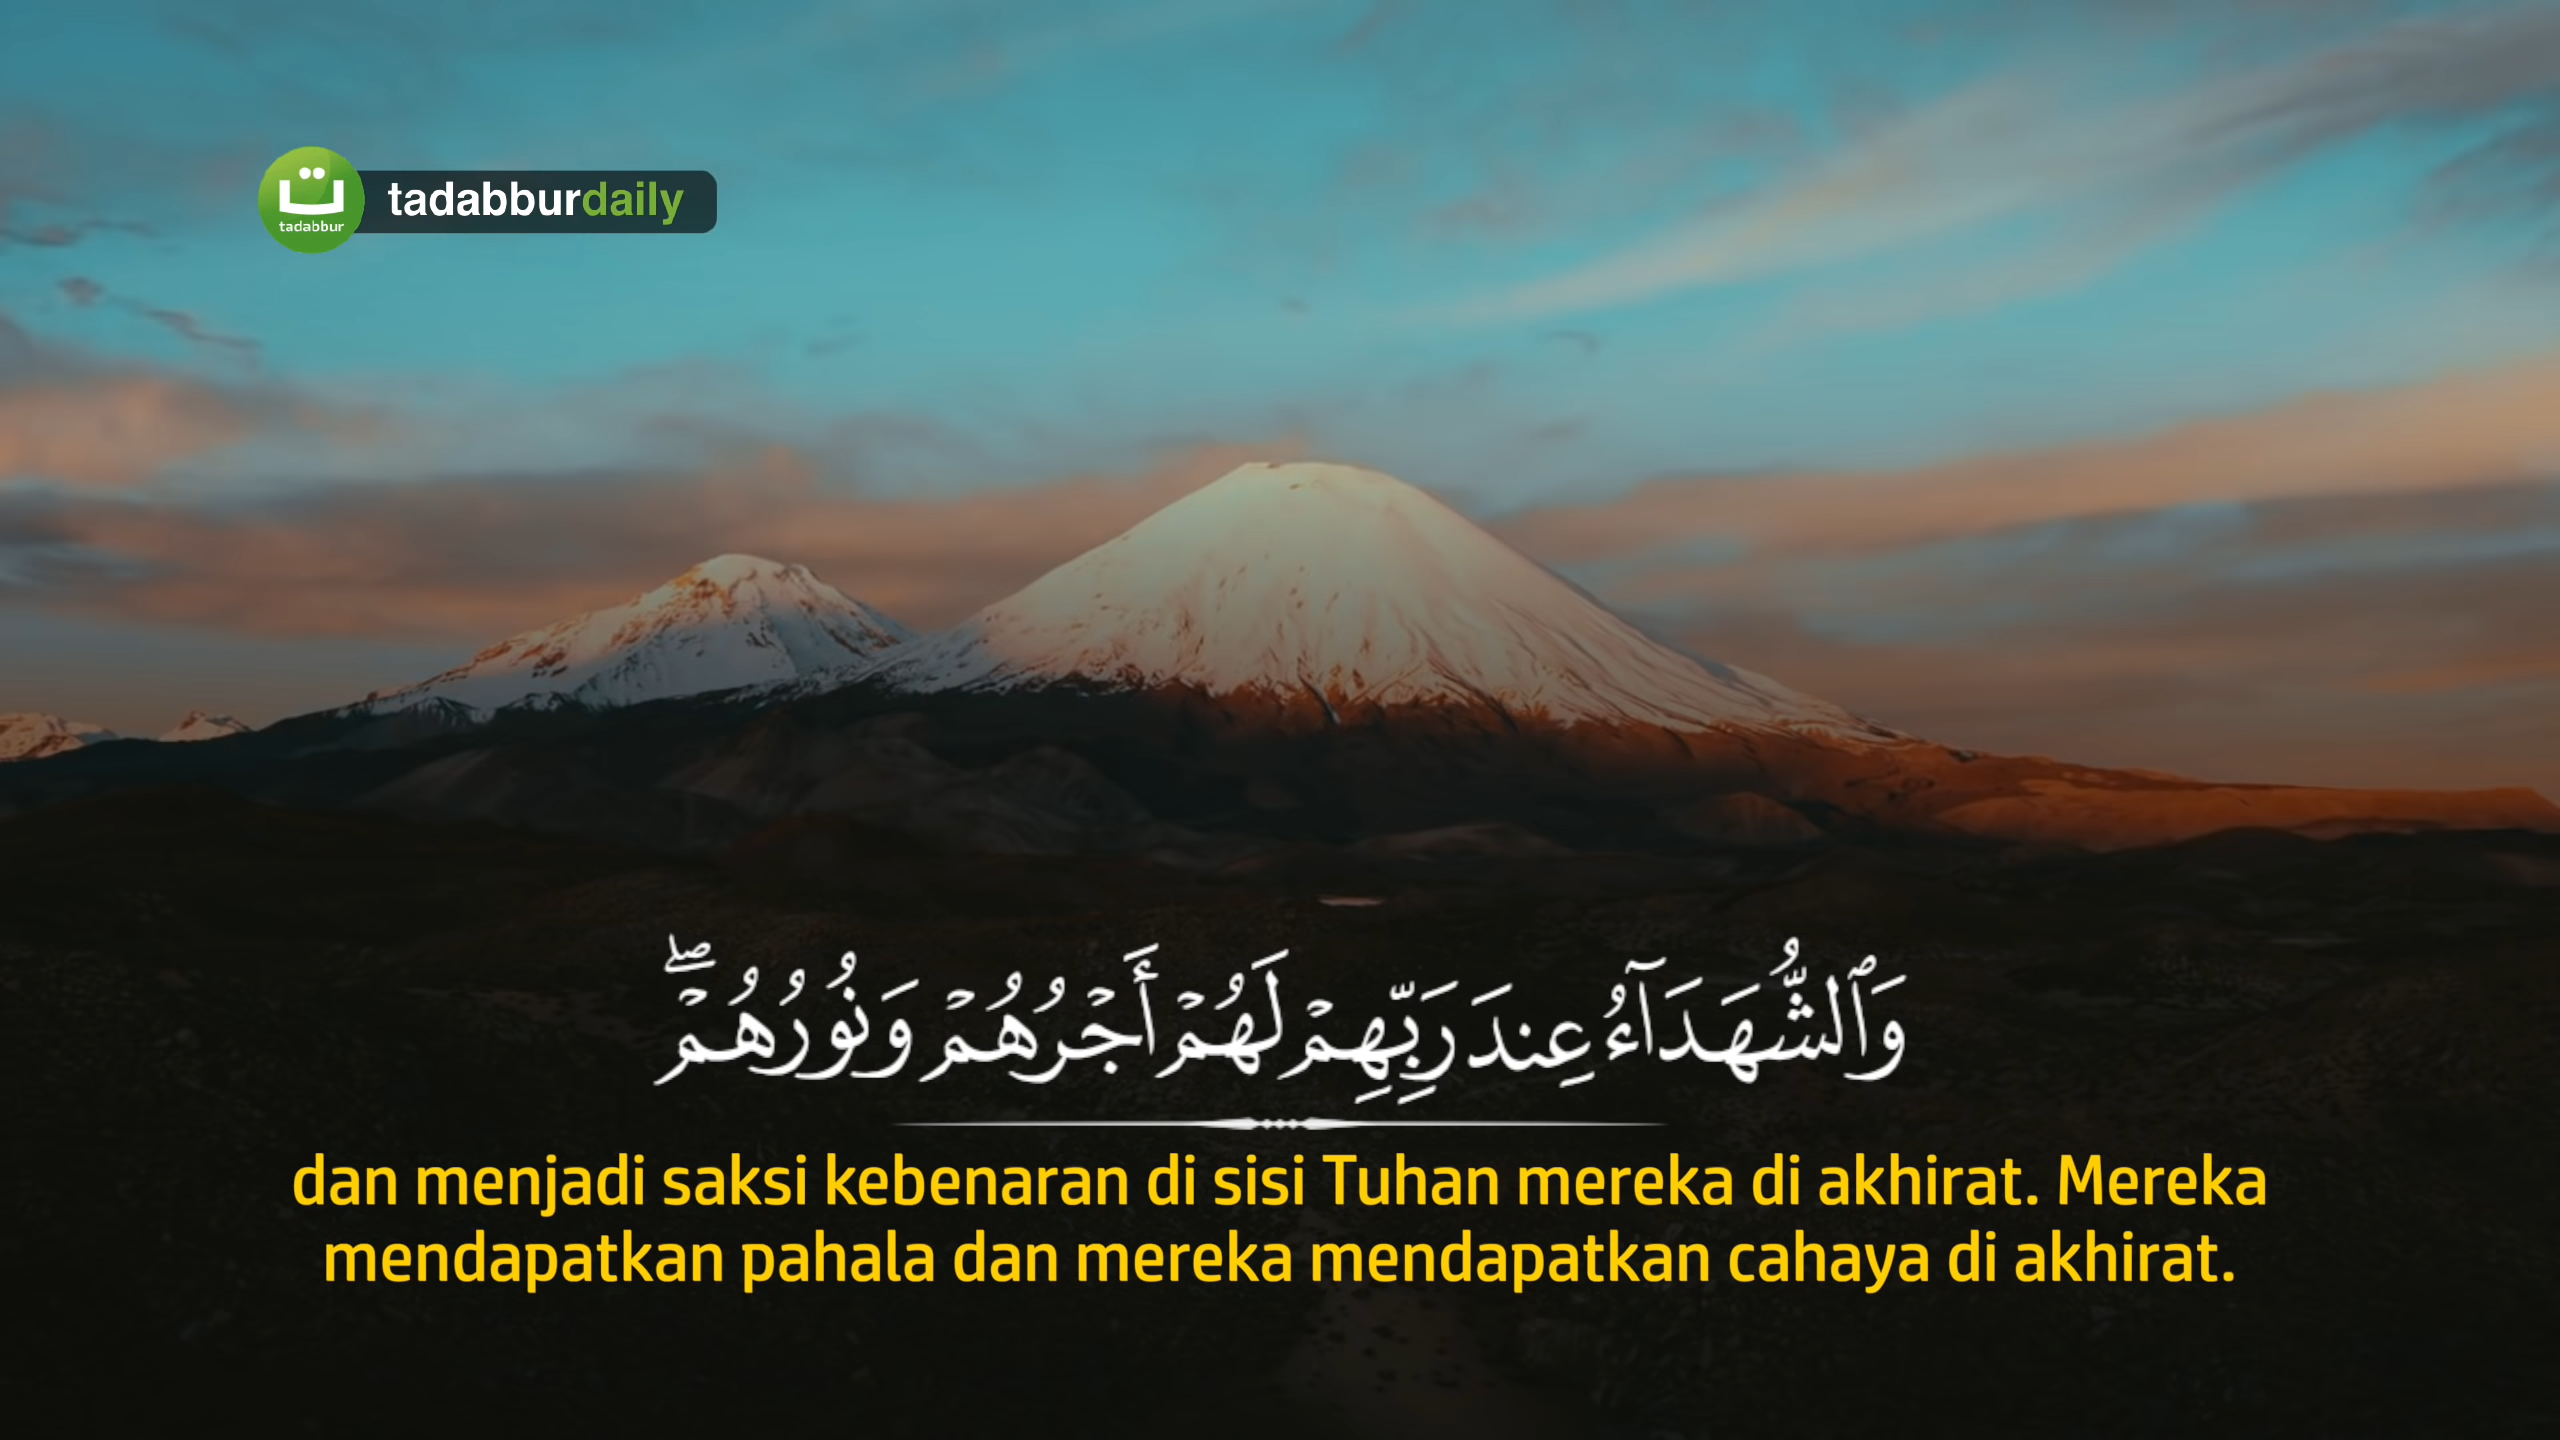 ت
tadabbur
tadabburdaily
وَٱلشُّهَدَآءُ عِندَ رَبِّهِمۡ لَهُمۡ أَجۡرُهُمۡ وَنُورُهُمۡۖ
dan menjadi saksi kebenaran di sisi Tuhan mereka di akhirat. Mereka
mendapatkan pahala dan mereka mendapatkan cahaya di akhirat.